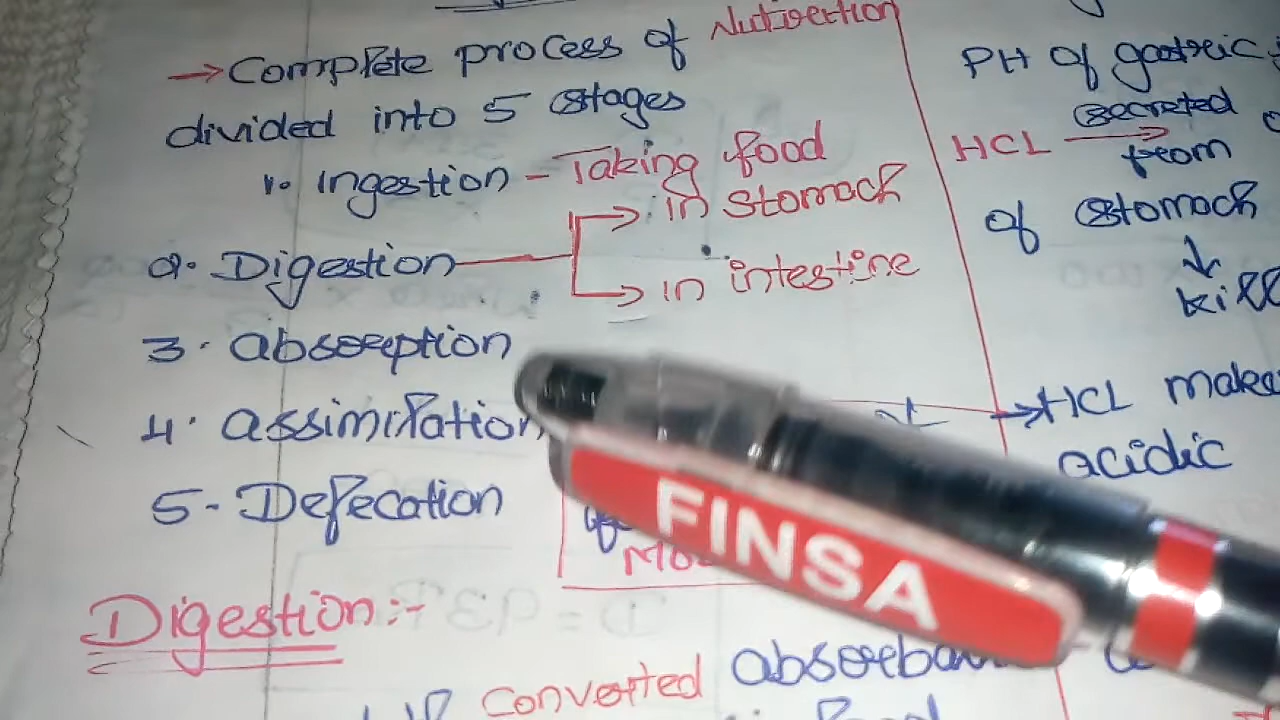 → Complete process of Nutrition
divided into 5 stages
1. Ingestion - Taking food
2. Digestion → in stomach
→ in intestine
3. absorption
4. assimilation
5- Defecation
Digestion:-
converted
PH of gastric
HCL secreted from
of stomach
↓
kill
→ HCL make
acidic
FINSA